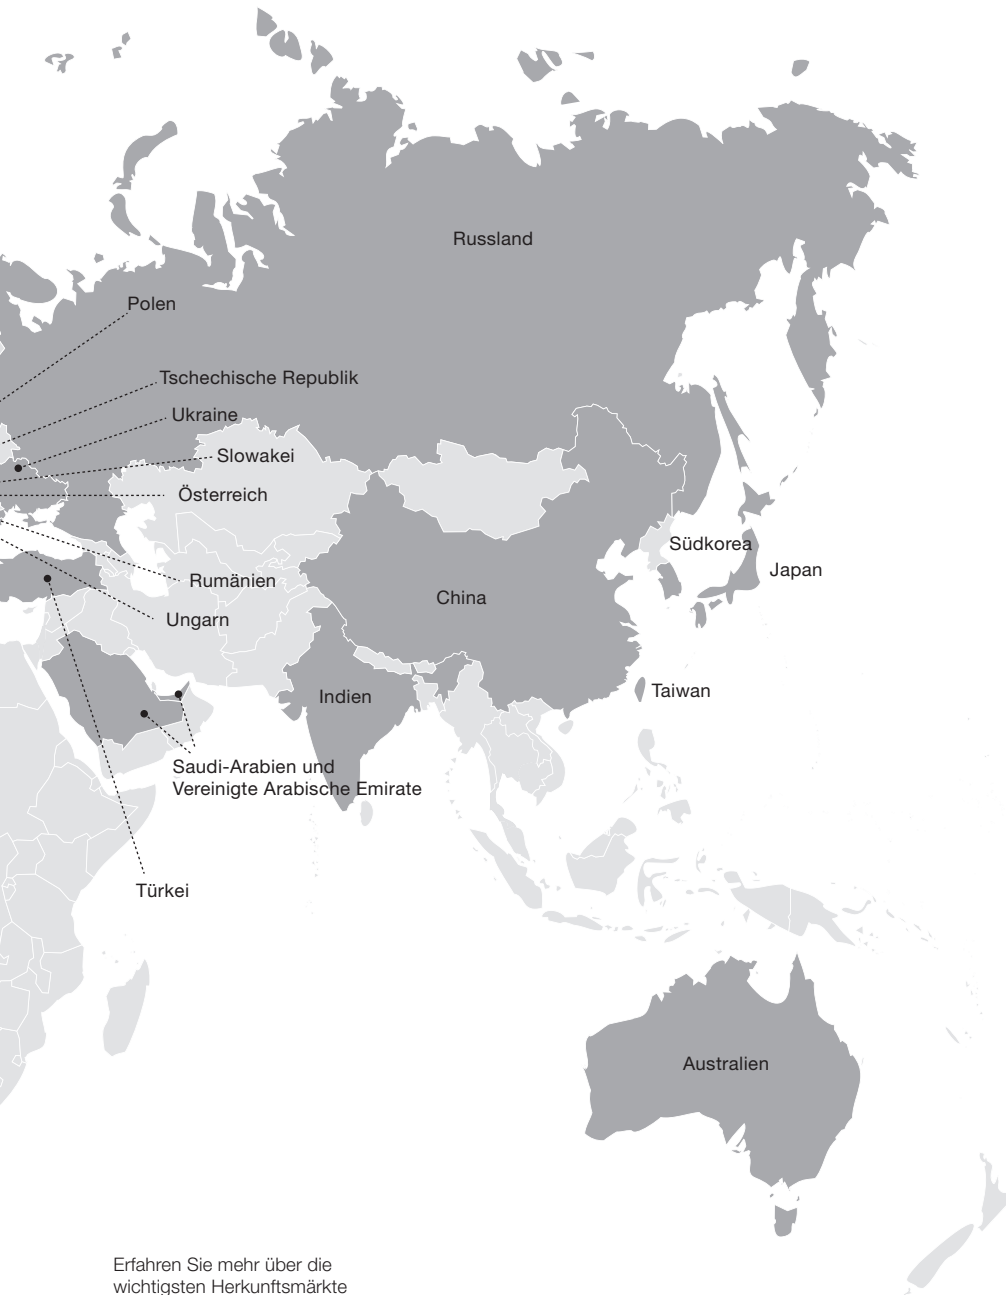 Russland
Polen
Tschechische Republik
Ukraine
Slowakei
Österreich
Südkorea
Japan
Rumänien
China
Ungarn
Indien
Taiwan
Saudi-Arabien und
Vereinigte Arabische Emirate
Türkei
Australien
Erfahren Sie mehr über die
wichtigsten Herkunftsmärkte